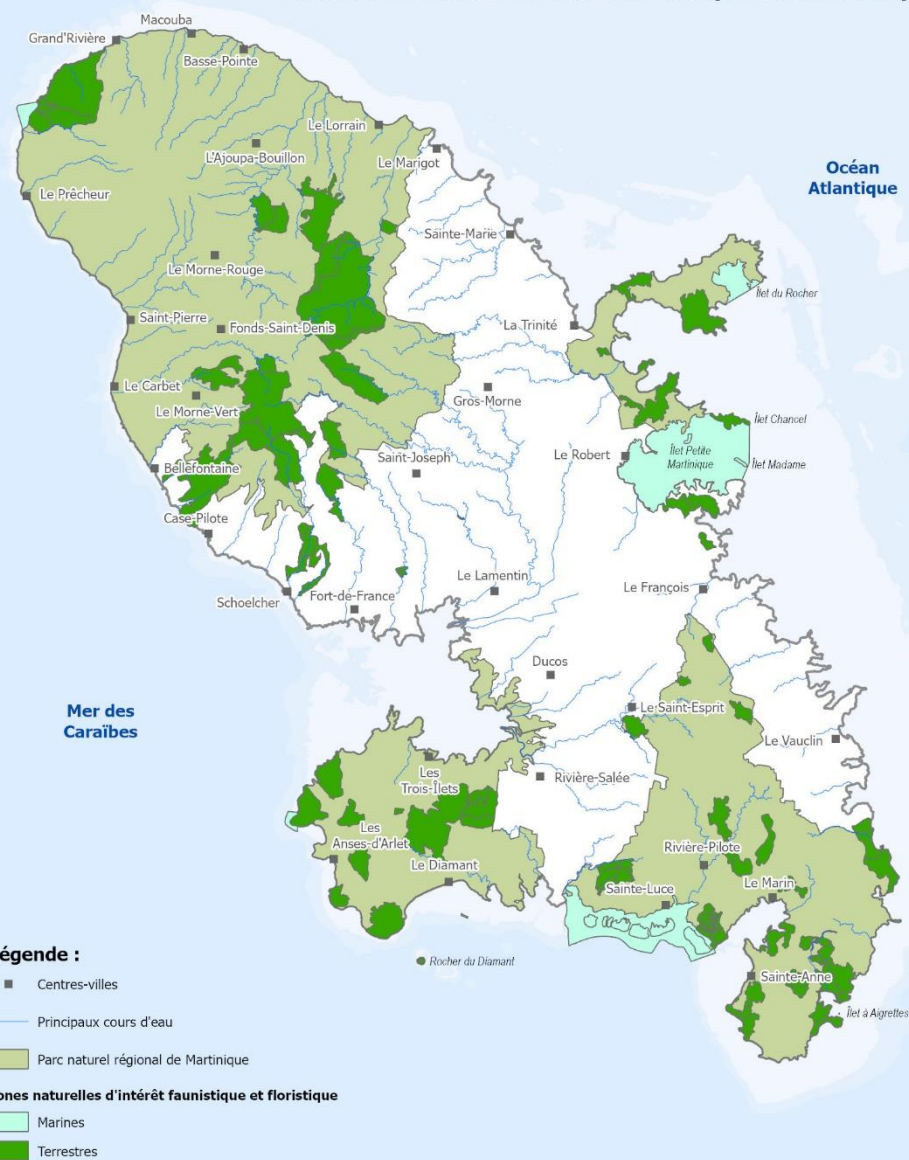 Macouba
Grand'Rivière
Basse-Pointe
Le Lorrain
L'Ajoupa-Bouillon
Le Marigot
Océan
Atlantique
Le Prêcheur
Sainte-Marie
Le Morne-Rouge
Îlet du Rocher
Saint-Pierre
Fonds-Saint-Denis
La Trinité
Le Carbet
Gros-Morne
Le Morne-Vert
Îlet Chancel
Saint-Joseph
Le Robert
Îlet Petite
Martinique
Îlet Madame
Bellefontaine
Case-Pilote
Le Lamentin
Le François
Schoelcher
Fort-de-France
Ducos
Mer des
Caraïbes
Le Saint-Esprit
Le Vauclin
Les
Trois-Îlets
Rivière-Salée
Les
Anses-d'Arlet
Rivière-Pilote
Le Diamant
Le Marin
Sainte-Luce
Rocher du Diamant
Sainte-Anne
Îlet à Aigrettes
égende :
Centres-villes
Principaux cours d'eau
Parc naturel régional de Martinique
ones naturelles d'intérêt faunistique et floristique
Marines
Terrestres